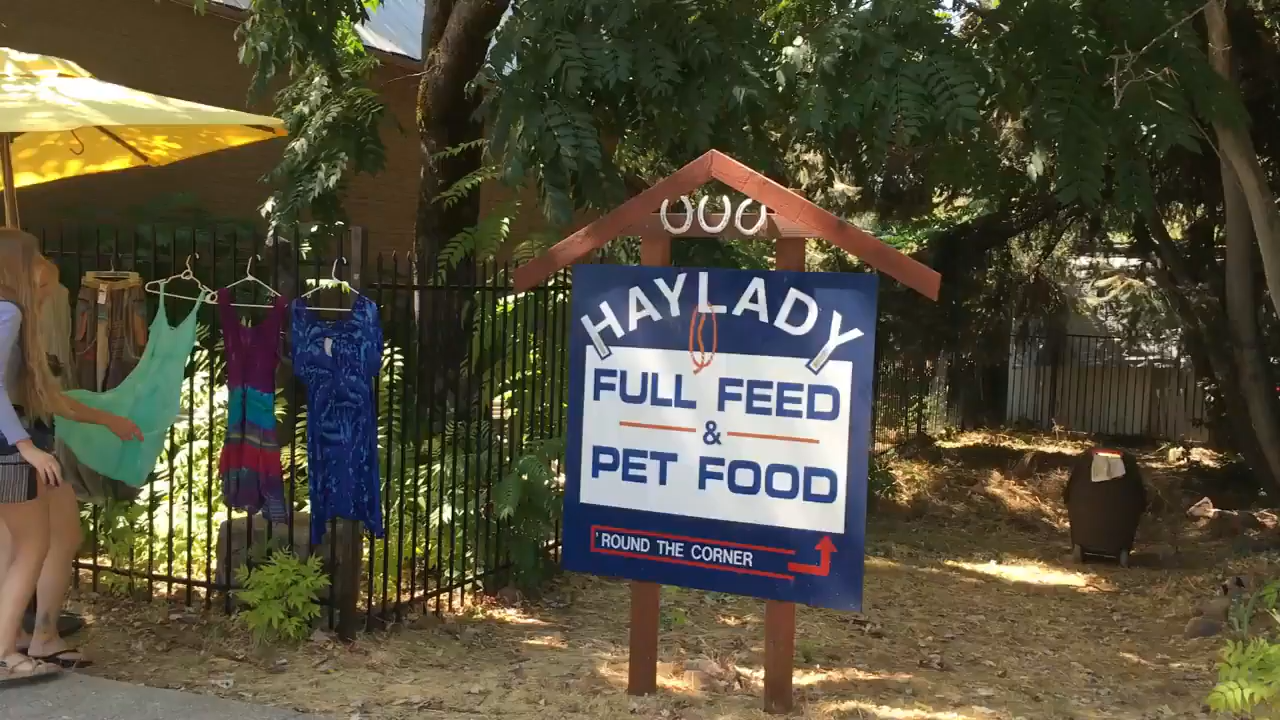 HAYLADY
FULL FEED
&
PET FOOD
'ROUND THE CORNER